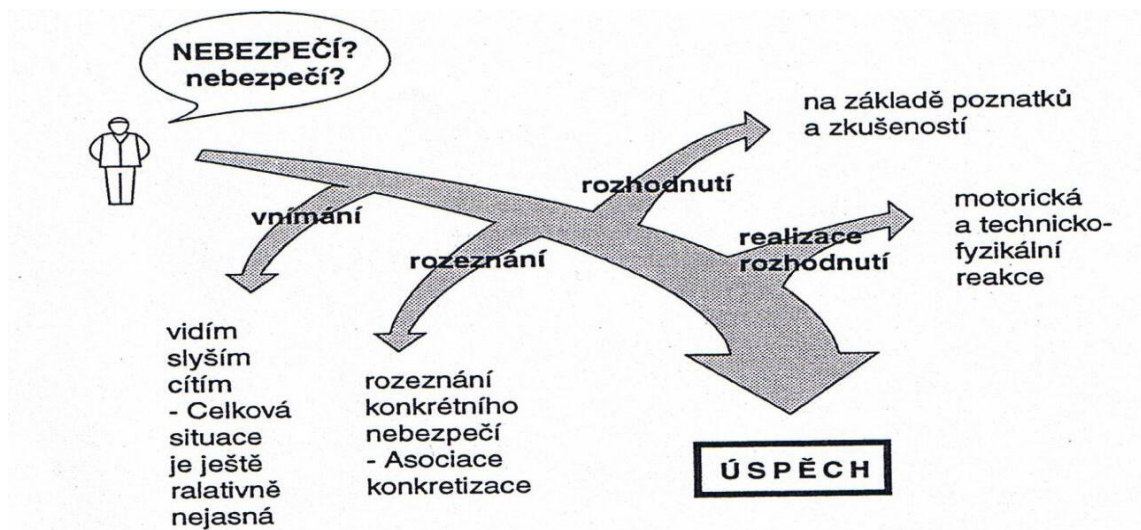 NEBEZPEČÍ?
nebezpečí?
vnímání
vidím
slyším
cítím
- Celková
situace
je ještě
ralativně
nejasná
rozeznání
rozeznání
konkrétního
nebezpečí
- Asociace
konkretizace
rozhodnutí
na základě poznatků
a zkušeností
realizace
rozhodnutí
motorická
a technicko-
fyzikální
reakce
ÚSPĚCH